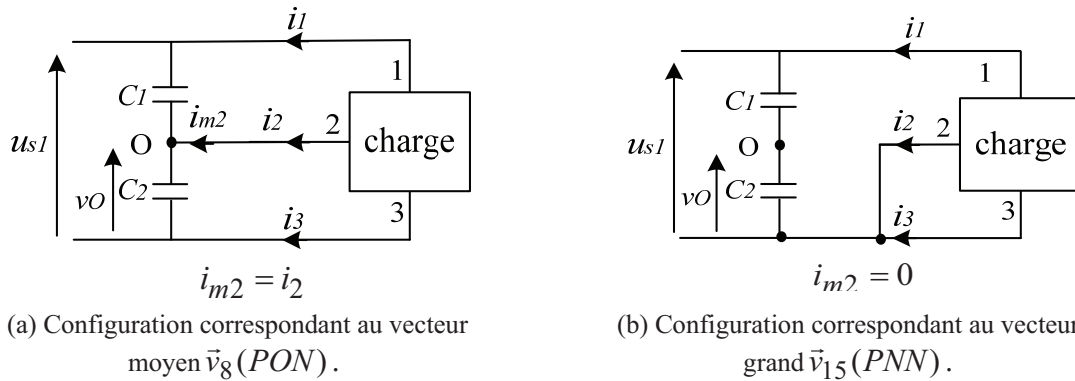 i1
1
C1
im2
i2
2
charge
us1
O
vO
C2
3
i3
im2 = i2
(a) Configuration correspondant au vecteur
moyen v⃗8 (PON) .
i1
1
C1
i2
2
charge
us1
O
vO
C2
3
i3
im2 = 0
(b) Configuration correspondant au vecteur
grand v⃗15 (PNN) .